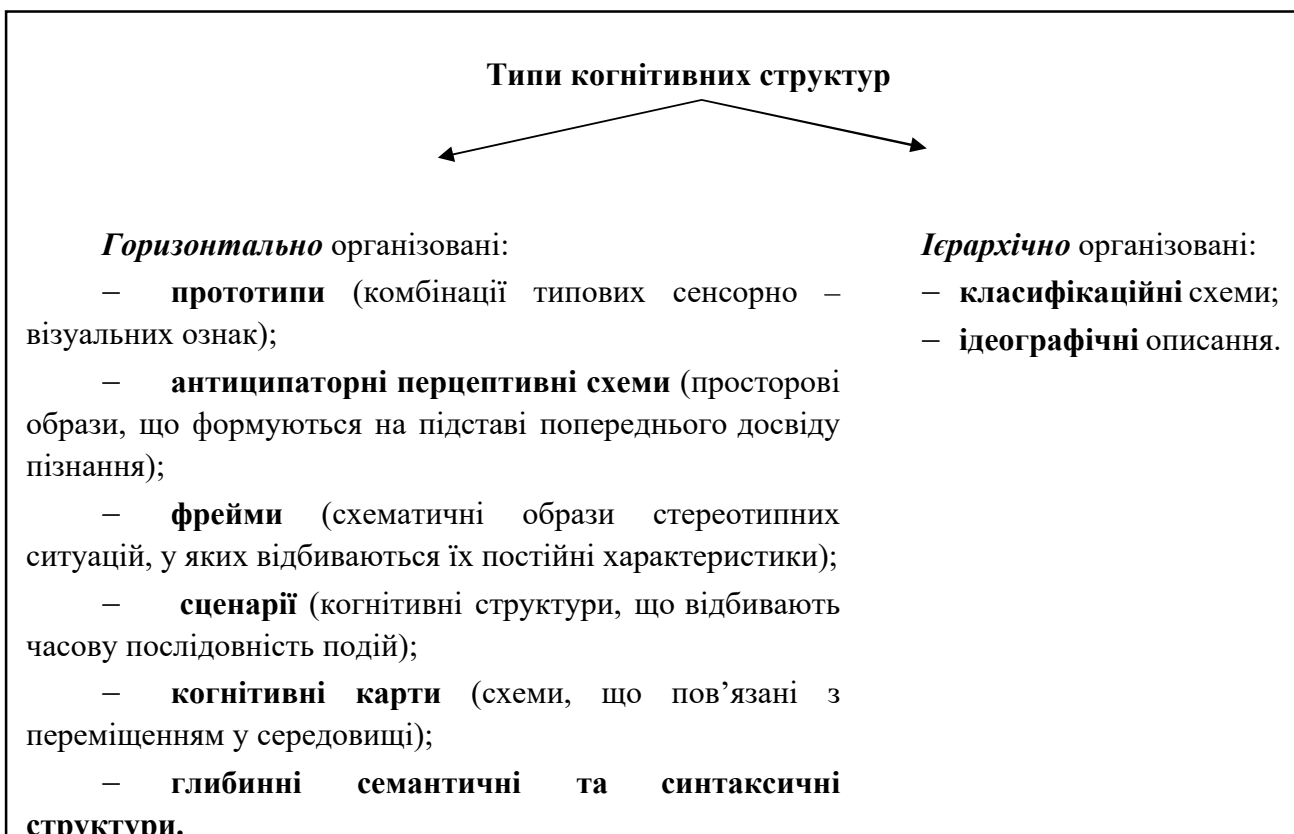 Типи когнітивних структур
Горизонтально організовані:
– прототипи (комбінації типових сенсорно –
візуальних ознак);
– антиципаторні перцептивні схеми (просторові
образи, що формуються на підставі попереднього досвіду
пізнання);
– фрейми (схематичні образи стереотипних
ситуацій, у яких відбиваються їх постійні характеристики);
– сценарії (когнітивні структури, що відбивають
часову послідовність подій);
– когнітивні карти (схеми, що пов’язані з
переміщенням у середовищі);
– глибинні семантичні та синтаксичні
структури.
Ієрархічно організовані:
– класифікаційні схеми;
– ідеографічні описання.